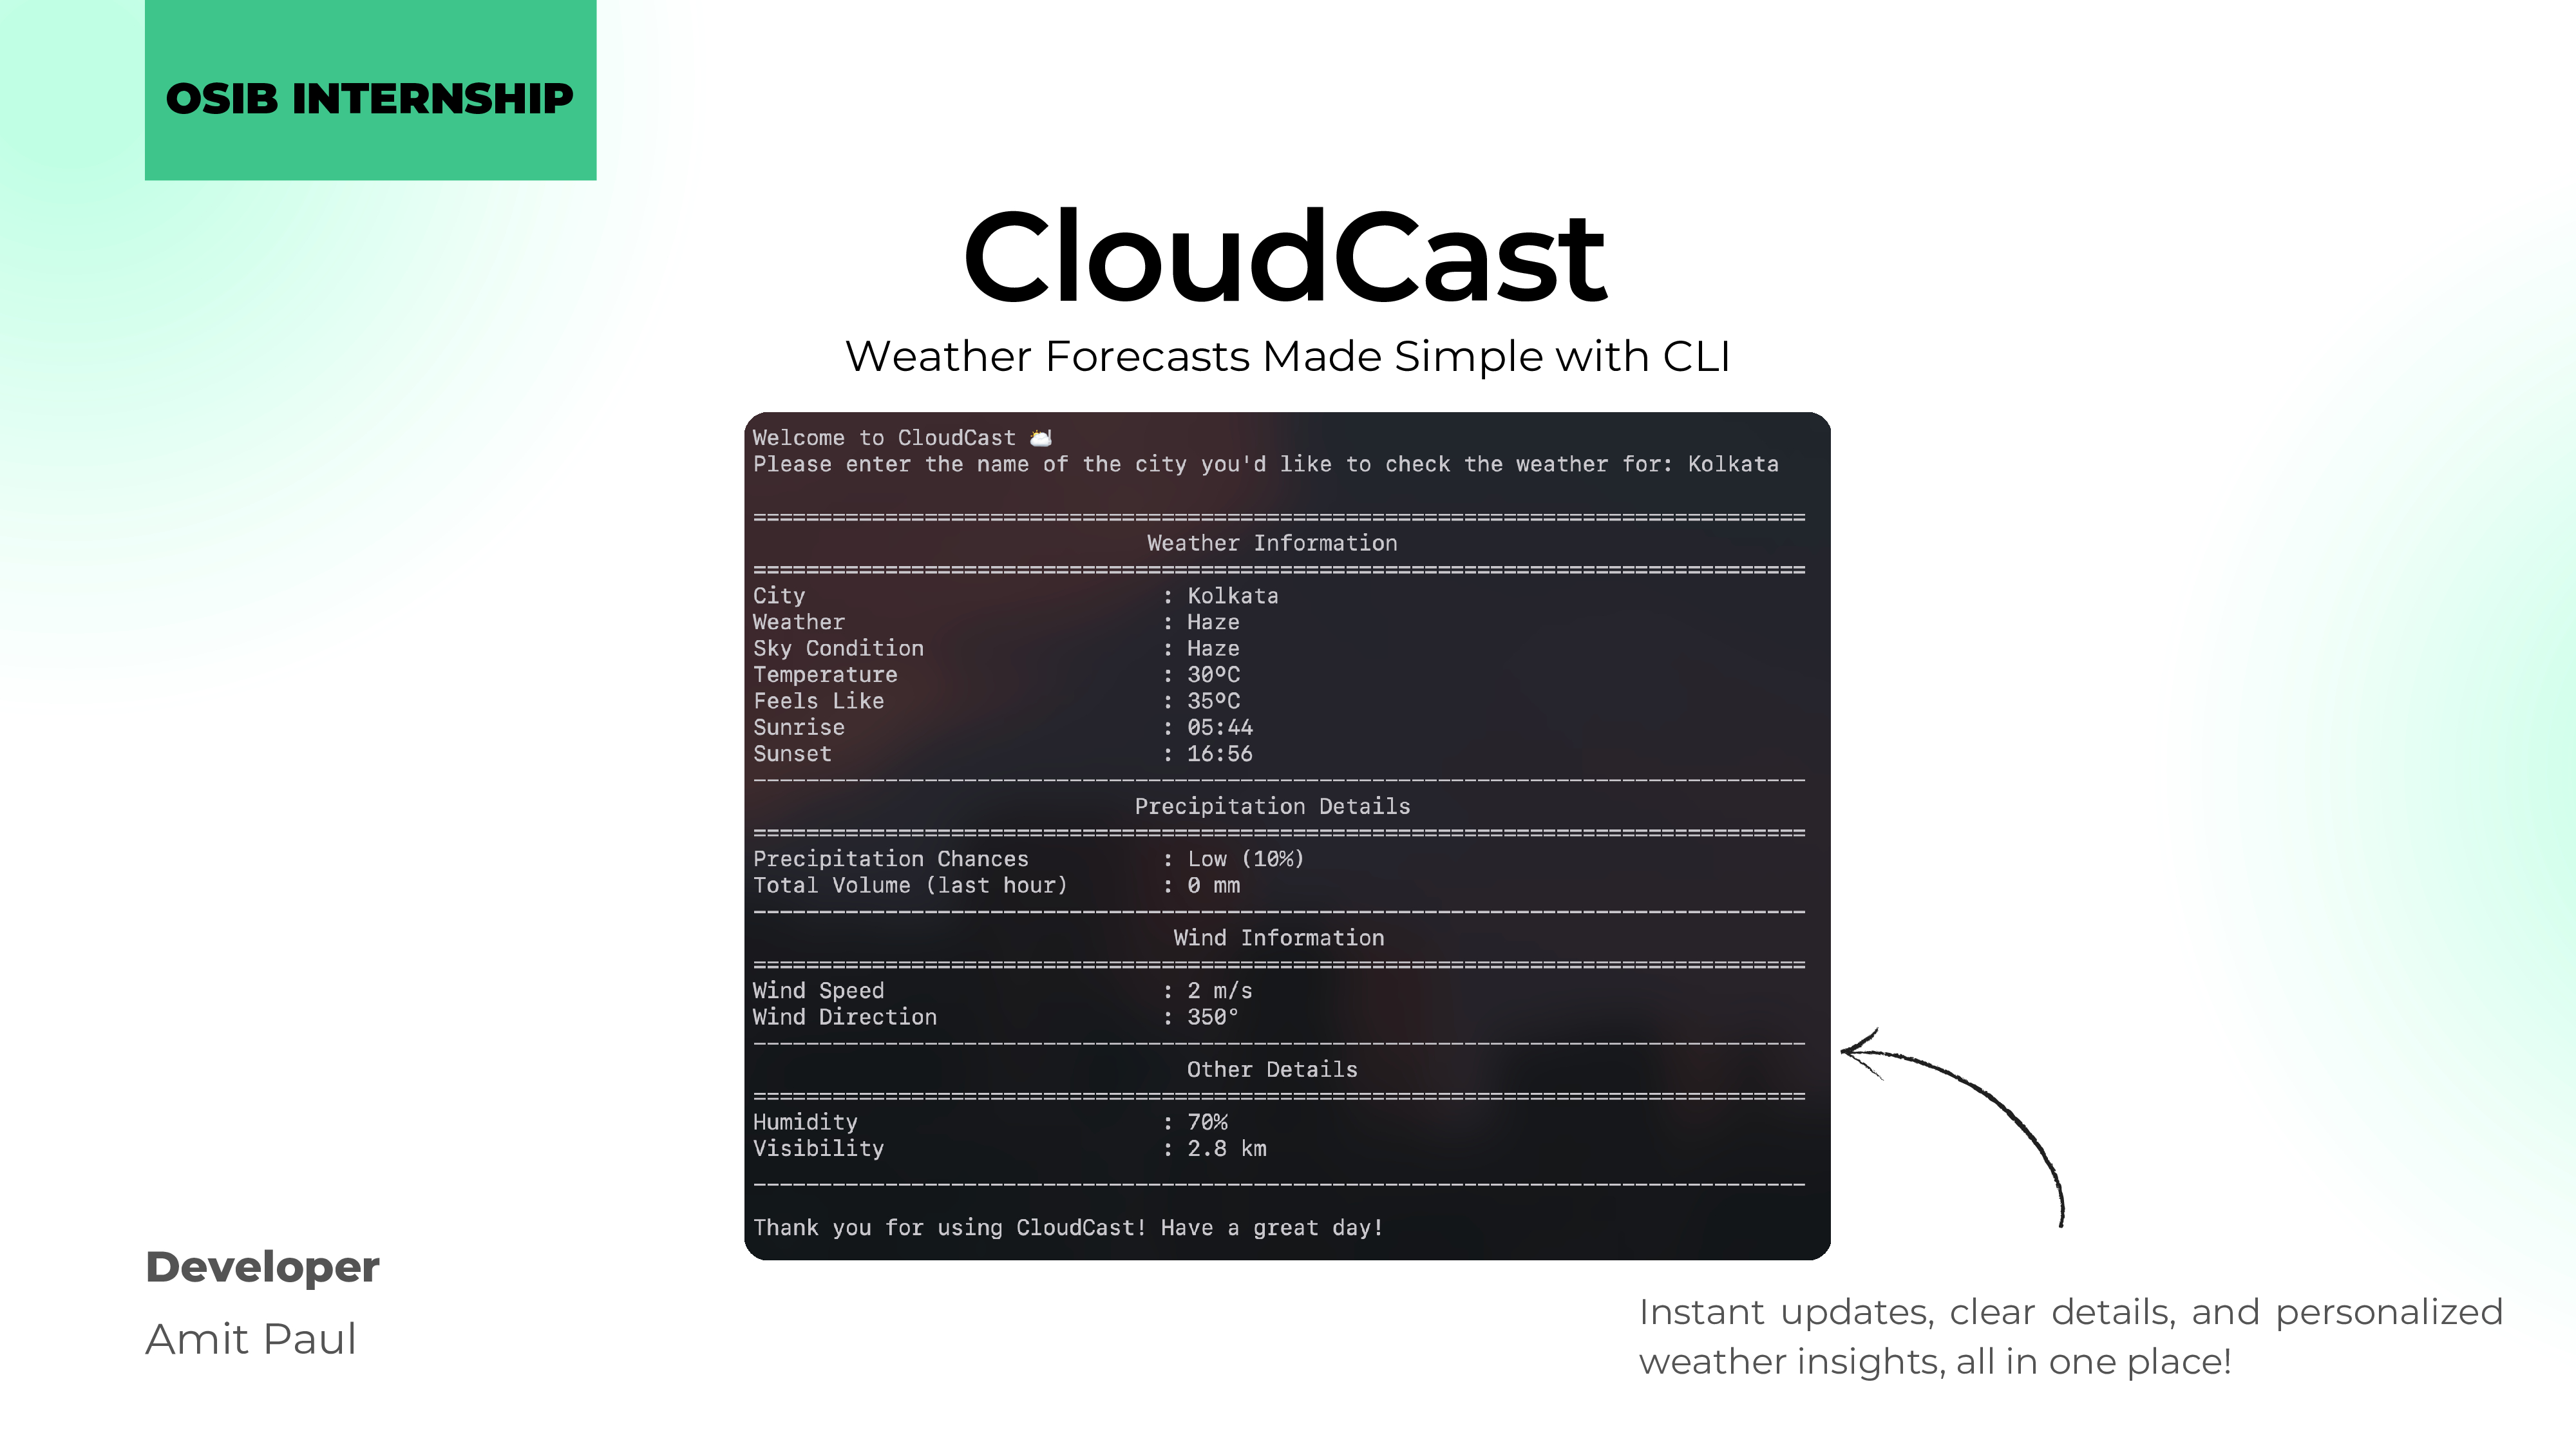 OSIB INTERNSHIP
CloudCast
Weather Forecasts Made Simple with CLI
Welcome to CloudCast 🌥️!
Please enter the name of the city you'd like to check the weather for: Kolkata
================================================================================
Weather Information
================================================================================
City : Kolkata
Weather : Haze
Sky Condition : Haze
Temperature : 30ºC
Feels Like : 35ºC
Sunrise : 05:44
Sunset : 16:56
--------------------------------------------------------------------------------
Precipitation Details
================================================================================
Precipitation Chances : Low (10%)
Total Volume (last hour) : 0 mm
--------------------------------------------------------------------------------
Wind Information
================================================================================
Wind Speed : 2 m/s
Wind Direction : 350°
--------------------------------------------------------------------------------
Other Details
================================================================================
Humidity : 70%
Visibility : 2.8 km
--------------------------------------------------------------------------------
Thank you for using CloudCast! Have a great day!
Developer
Amit Paul
Instant updates, clear details, and personalized
weather insights, all in one place!